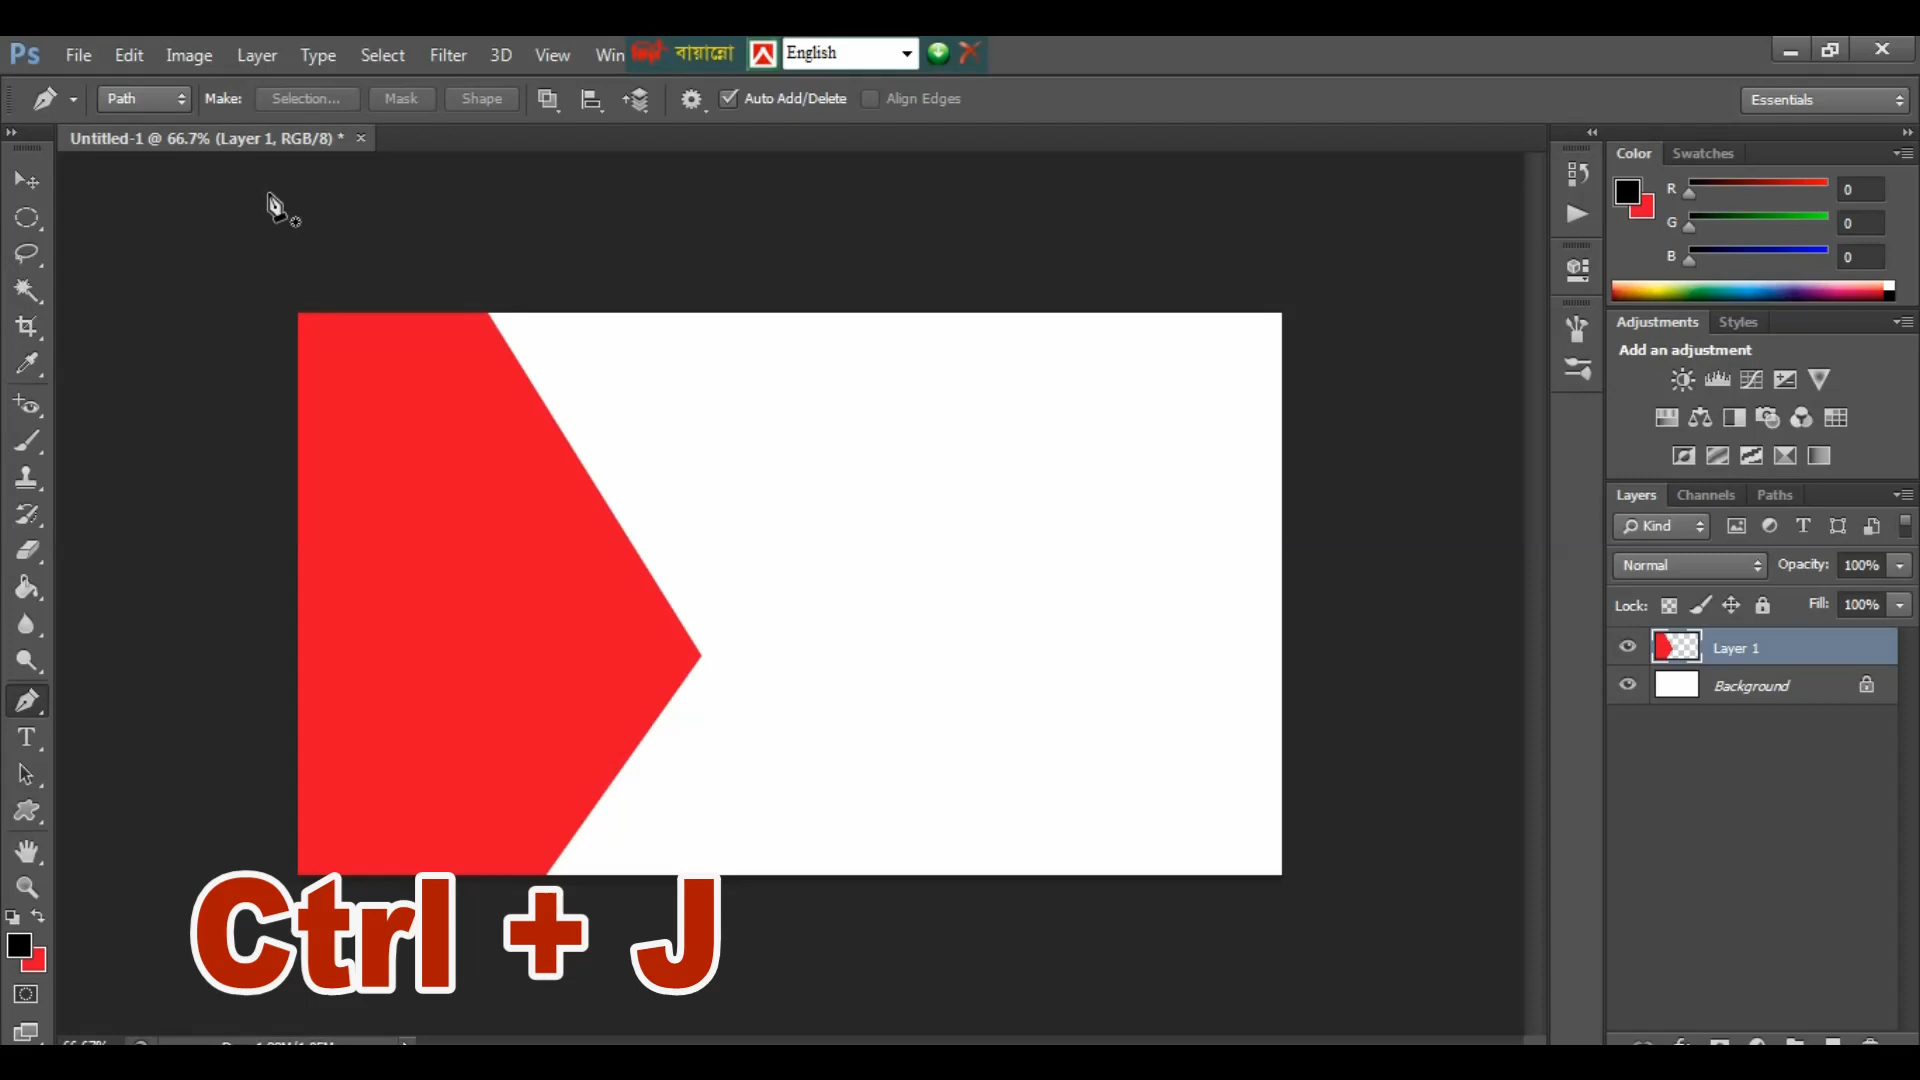 Ps File Edit Image Layer Type Select Filter 3D View Win বায়ান্নো English
Path Make: Selection... Mask Shape Auto Add/Delete Align Edges Essentials
Untitled-1 @ 66.7% (Layer 1, RGB/8) * ×
Color Swatches
R 0
G 0
B 0
Adjustments Styles
Add an adjustment
Layers Channels Paths
Kind
Normal Opacity: 100%
Lock: Fill: 100%
Layer 1
Background
Ctrl + J